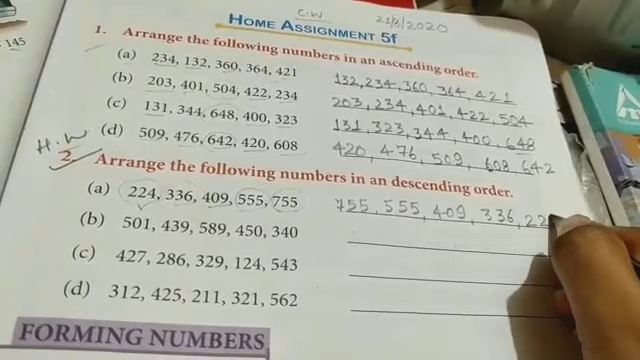 145
C.W
HOME ASSIGNMENT 5f
1. Arrange the following numbers in an ascending order.
(a) 234, 132, 360, 364, 421 132, 234, 360, 364, 421
(b) 203, 401, 504, 422, 234 203, 234, 401, 422, 504
(c) 131, 344, 648, 400, 323 131, 323, 344, 400, 648
(d) 509, 476, 642, 420, 608 420, 476, 509, 608, 642
H.W
2. Arrange the following numbers in an descending order.
(a) 224, 336, 409, 555, 755 755, 555, 409, 336, 22
(b) 501, 439, 589, 450, 340
(c) 427, 286, 329, 124, 543
(d) 312, 425, 211, 321, 562
FORMING NUMBERS